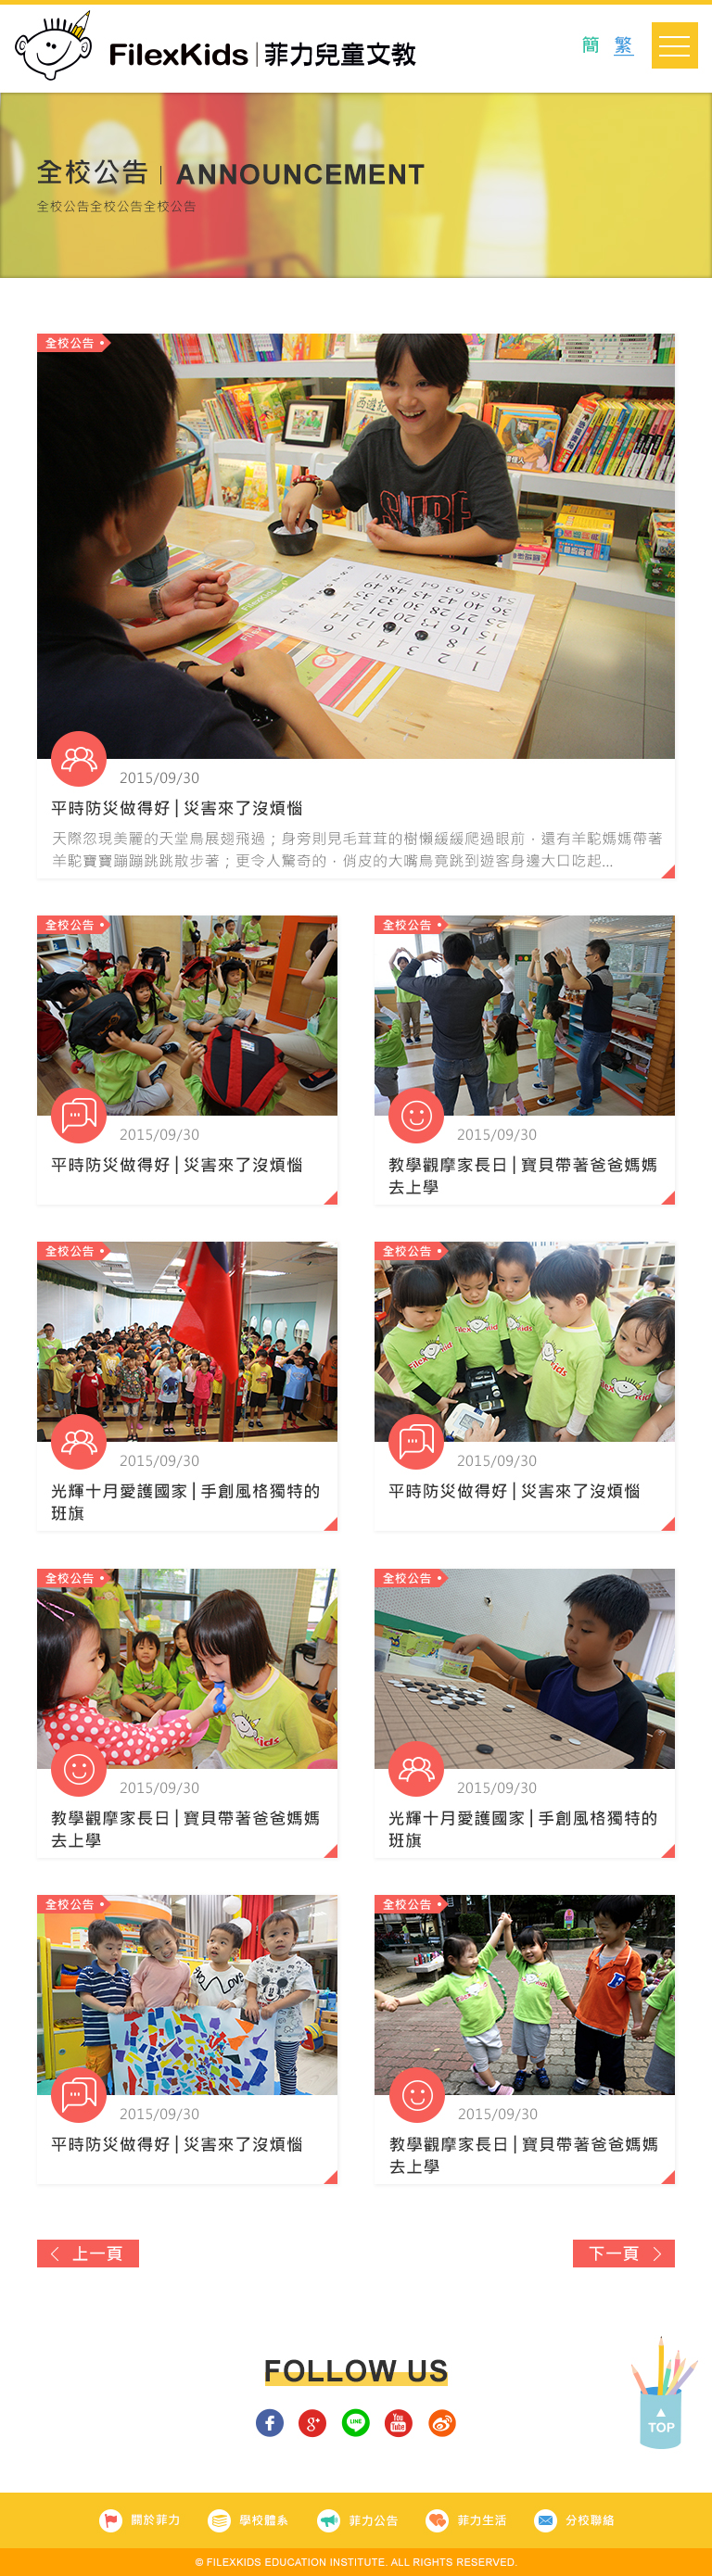 FilexKids | 菲力兒童文教
簡 繁
全校公告 | ANNOUNCEMENT
全校公告全校公告全校公告
全校公告
2015/09/30
平時防災做得好 | 災害來了沒煩惱
天際忽現美麗的天堂鳥展翅飛過；身旁則見毛茸茸的樹懶緩緩爬過眼前，還有羊駝媽媽帶著
羊駝寶寶蹦蹦跳跳散步著；更令人驚奇的，俏皮的大嘴鳥竟跳到遊客身邊大口吃起...
全校公告
2015/09/30
平時防災做得好 | 災害來了沒煩惱
全校公告
2015/09/30
教學觀摩家長日 | 寶貝帶著爸爸媽媽
去上學
全校公告
2015/09/30
光輝十月愛護國家 | 手創風格獨特的
班旗
全校公告
2015/09/30
平時防災做得好 | 災害來了沒煩惱
全校公告
2015/09/30
教學觀摩家長日 | 寶貝帶著爸爸媽媽
去上學
全校公告
2015/09/30
光輝十月愛護國家 | 手創風格獨特的
班旗
全校公告
2015/09/30
平時防災做得好 | 災害來了沒煩惱
全校公告
2015/09/30
教學觀摩家長日 | 寶貝帶著爸爸媽媽
去上學
上一頁
下一頁
FOLLOW US
LINE
You Tube
TOP
關於菲力 學校體系 菲力公告 菲力生活 分校聯絡
© FILEXKIDS EDUCATION INSTITUTE. ALL RIGHTS RESERVED.